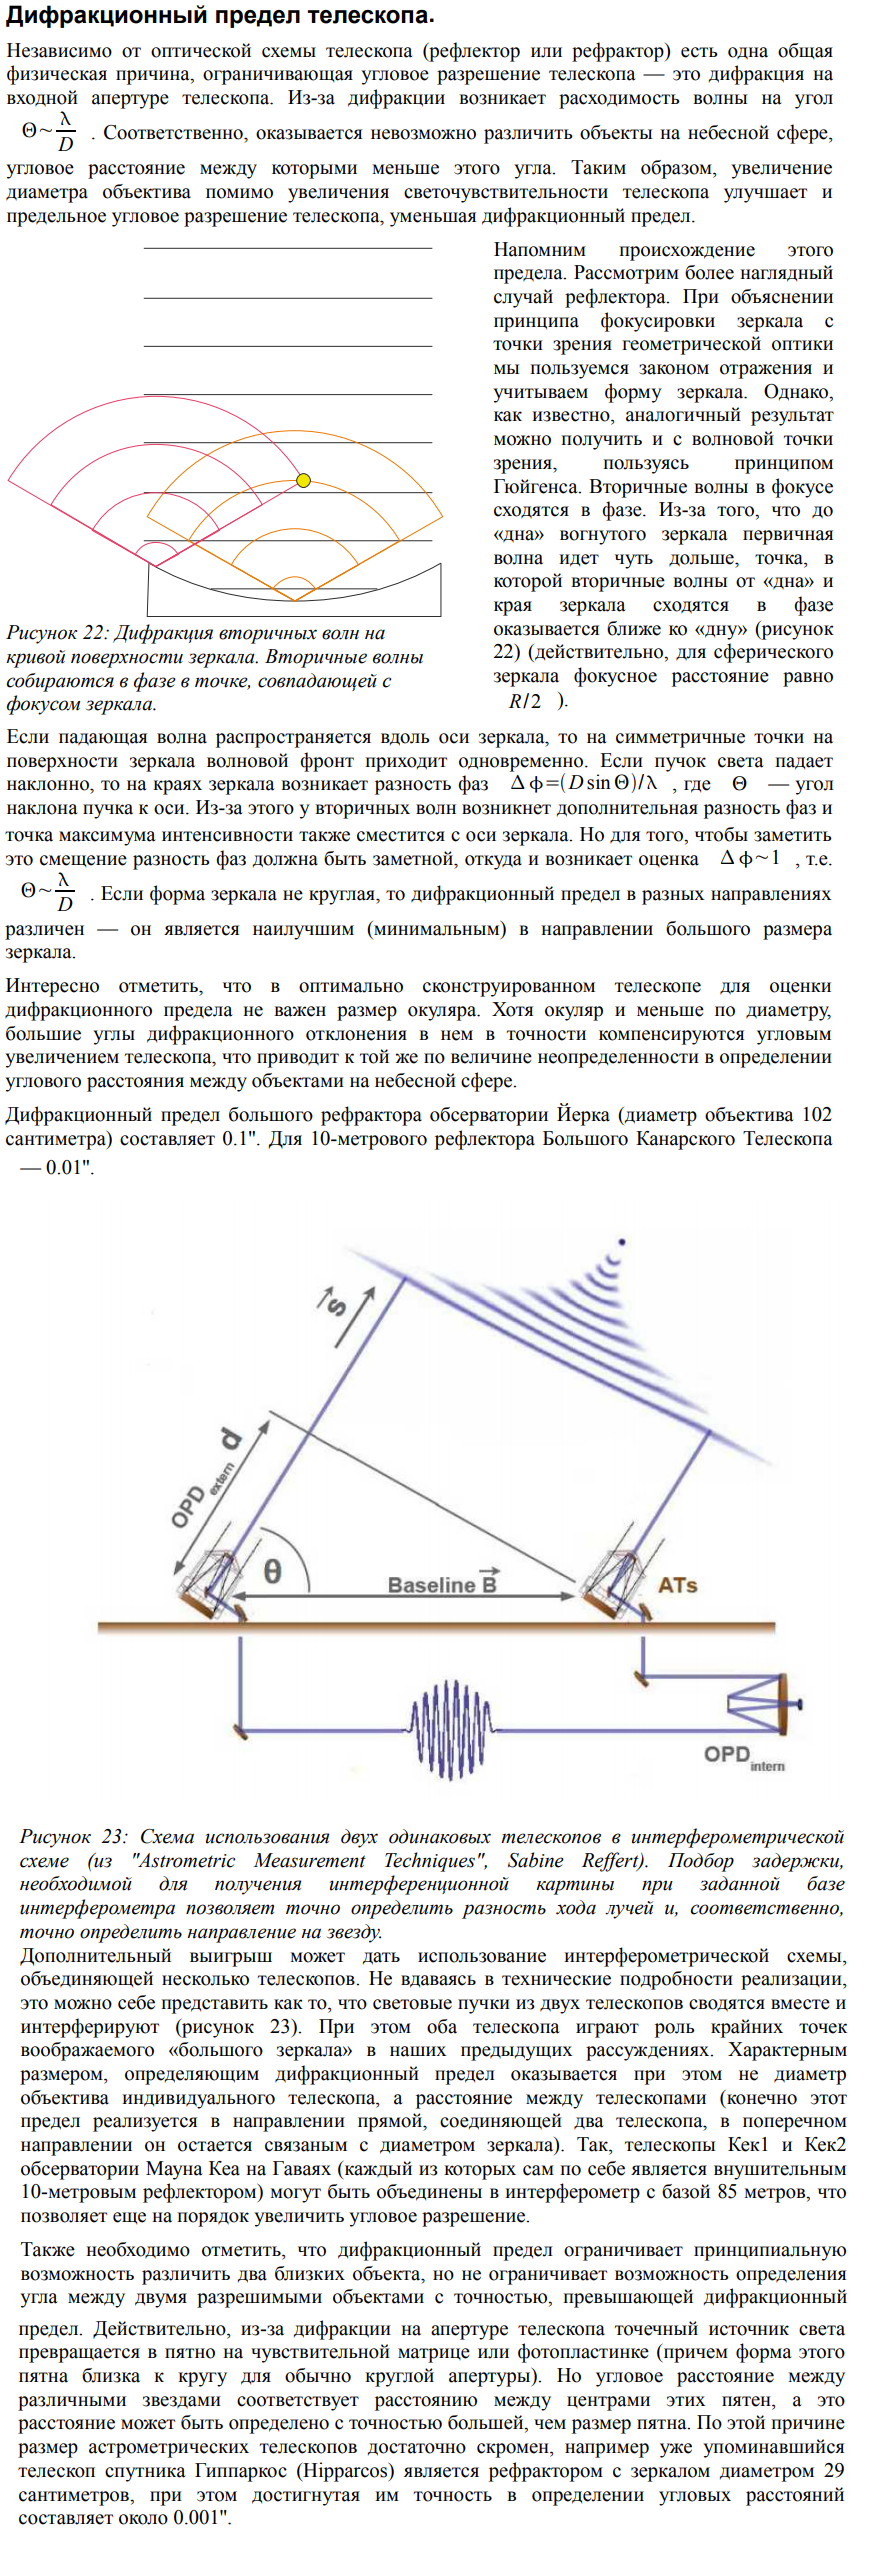 Дифракционный предел телескопа.
Независимо от оптической схемы телескопа (рефлектор или рефрактор) есть одна общая
физическая причина, ограничивающая угловое разрешение телескопа — это дифракция на
входной апертуре телескопа. Из-за дифракции возникает расходимость волны на угол
Θ~λ/D . Соответственно, оказывается невозможно различить объекты на небесной сфере,
угловое расстояние между которыми меньше этого угла. Таким образом, увеличение
диаметра объектива помимо увеличения светочувствительности телескопа улучшает и
предельное угловое разрешение телескопа, уменьшая дифракционный предел.
Напомним происхождение этого
предела. Рассмотрим более наглядный
случай рефлектора. При объяснении
принципа фокусировки зеркала с
точки зрения геометрической оптики
мы пользуемся законом отражения и
учитываем форму зеркала. Однако,
как известно, аналогичный результат
можно получить и с волновой точки
зрения, пользуясь принципом
Гюйгенса. Вторичные волны в фокусе
сходятся в фазе. Из-за того, что до
«дна» вогнутого зеркала первичная
волна идет чуть дольше, точка, в
которой вторичные волны от «дна» и
края зеркала сходятся в фазе
оказывается ближе ко «дну» (рисунок
22) (действительно, для сферического
зеркала фокусное расстояние равно
R/2 ).
Рисунок 22: Дифракция вторичных волн на
кривой поверхности зеркала. Вторичные волны
собираются в фазе в точке, совпадающей с
фокусом зеркала.
Если падающая волна распространяется вдоль оси зеркала, то на симметричные точки на
поверхности зеркала волновой фронт приходит одновременно. Если пучок света падает
наклонно, то на краях зеркала возникает разность фаз Δϕ=(D sinΘ)/λ , где Θ — угол
наклона пучка к оси. Из-за этого у вторичных волн возникнет дополнительная разность фаз и
точка максимума интенсивности также сместится с оси зеркала. Но для того, чтобы заметить
это смещение разность фаз должна быть заметной, откуда и возникает оценка Δϕ~1 , т.е.
Θ~λ/D . Если форма зеркала не круглая, то дифракционный предел в разных направлениях
различен — он является наилучшим (минимальным) в направлении большого размера
зеркала.
Интересно отметить, что в оптимально сконструированном телескопе для оценки
дифракционного предела не важен размер окуляра. Хотя окуляр и меньше по диаметру,
большие углы дифракционного отклонения в нем в точности компенсируются угловым
увеличением телескопа, что приводит к той же по величине неопределенности в определении
углового расстояния между объектами на небесной сфере.
Дифракционный предел большого рефрактора обсерватории Йерка (диаметр объектива 102
сантиметра) составляет 0.1". Для 10-метрового рефлектора Большого Канарского Телескопа
— 0.01".
s
d
OPD extern
θ
Baseline B
ATs
OPD intern
Рисунок 23: Схема использования двух одинаковых телескопов в интерферометрической
схеме (из "Astrometric Measurement Techniques", Sabine Reffert). Подбор задержки,
необходимой для получения интерференционной картины при заданной базе
интерферометра позволяет точно определить разность хода лучей и, соответственно,
точно определить направление на звезду.
Дополнительный выигрыш может дать использование интерферометрической схемы,
объединяющей несколько телескопов. Не вдаваясь в технические подробности реализации,
это можно себе представить как то, что световые пучки из двух телескопов сводятся вместе и
интерферируют (рисунок 23). При этом оба телескопа играют роль крайних точек
воображаемого «большого зеркала» в наших предыдущих рассуждениях. Характерным
размером, определяющим дифракционный предел оказывается при этом не диаметр
объектива индивидуального телескопа, а расстояние между телескопами (конечно этот
предел реализуется в направлении прямой, соединяющей два телескопа, в поперечном
направлении он остается связаным с диаметром зеркала). Так, телескопы Кек1 и Кек2
обсерватории Мауна Кеа на Гаваях (каждый из которых сам по себе является внушительным
10-метровым рефлектором) могут быть объединены в интерферометр с базой 85 метров, что
позволяет еще на порядок увеличить угловое разрешение.
Также необходимо отметить, что дифракционный предел ограничивает принципиальную
возможность различить два близких объекта, но не ограничивает возможность определения
угла между двумя разрешимыми объектами с точностью, превышающей дифракционный
предел. Действительно, из-за дифракции на апертуре телескопа точечный источник света
превращается в пятно на чувствительной матрице или фотопластинке (причем форма этого
пятна близка к кругу для обычно круглой апертуры). Но угловое расстояние между
различными звездами соответствует расстоянию между центрами этих пятен, а это
расстояние может быть определено с точностью большей, чем размер пятна. По этой причине
размер астрометрических телескопов достаточно скромен, например уже упоминавшийся
телескоп спутника Гиппаркос (Hipparcos) является рефрактором с зеркалом диаметром 29
сантиметров, при этом достигнутая им точность в определении угловых расстояний
составляет около 0.001".